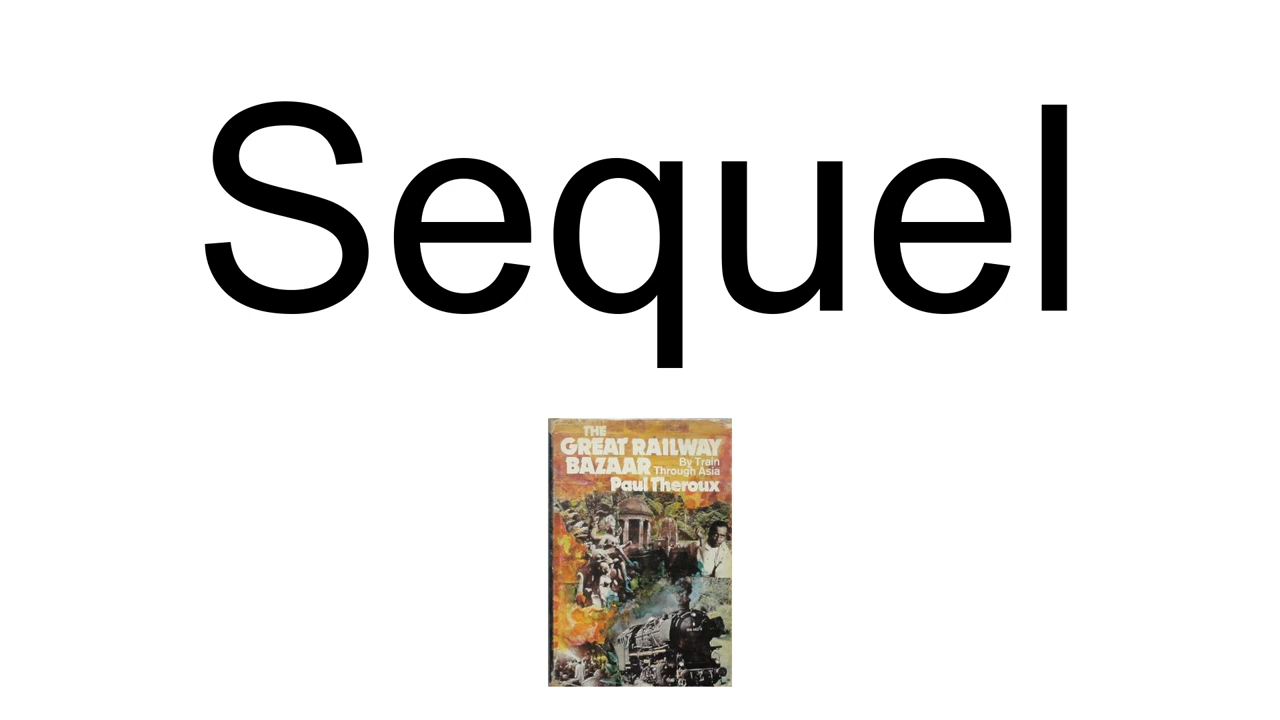 Sequel
THE
GREAT RAILWAY
BAZAAR By Train
Through Asia
Paul Theroux